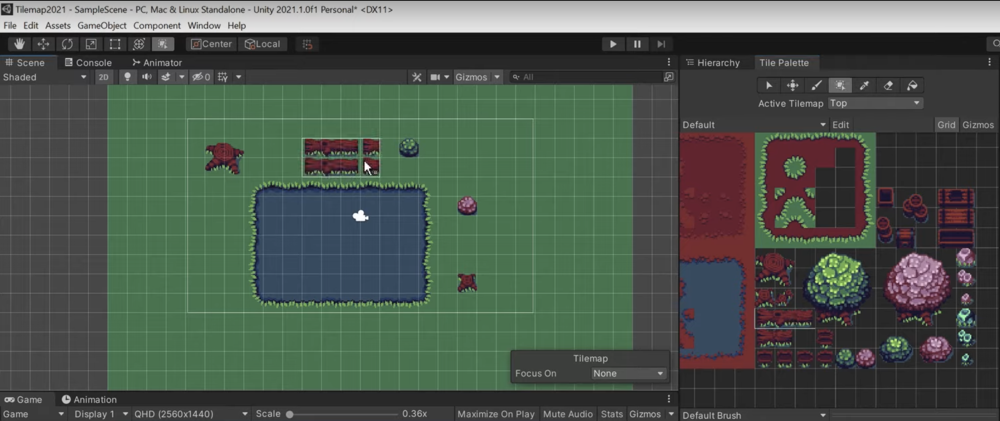 Tilemap2021 - SampleScene - PC, Mac & Linux Standalone - Unity 2021.1.0f1 Personal* <DX11>
File Edit Assets GameObject Component Window Help
Center Local
Scene Console Animator
Shaded 2D 0 Gizmos All
Hierarchy Tile Palette
Active Tilemap Top
Default Edit Grid Gizmos
Tilemap
Focus On None
Game Animation
Game Display 1 QHD (2560x1440) Scale 0.36x Maximize On Play Mute Audio Stats Gizmos
Default Brush